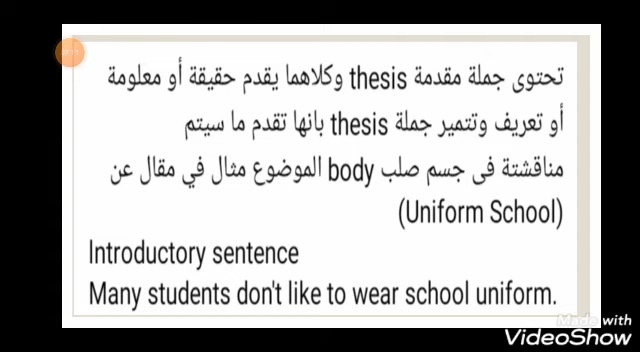 تحتوى جملة مقدمة thesis وكلاهما يقدم حقيقة أو معلومة
أو تعريف وتتمير جملة thesis بانها تقدم ما سيتم
مناقشتة فى جسم صلب body الموضوع مثال في مقال عن
(Uniform School)
Introductory sentence
Many students don't like to wear school uniform.
Made with
VideoShow